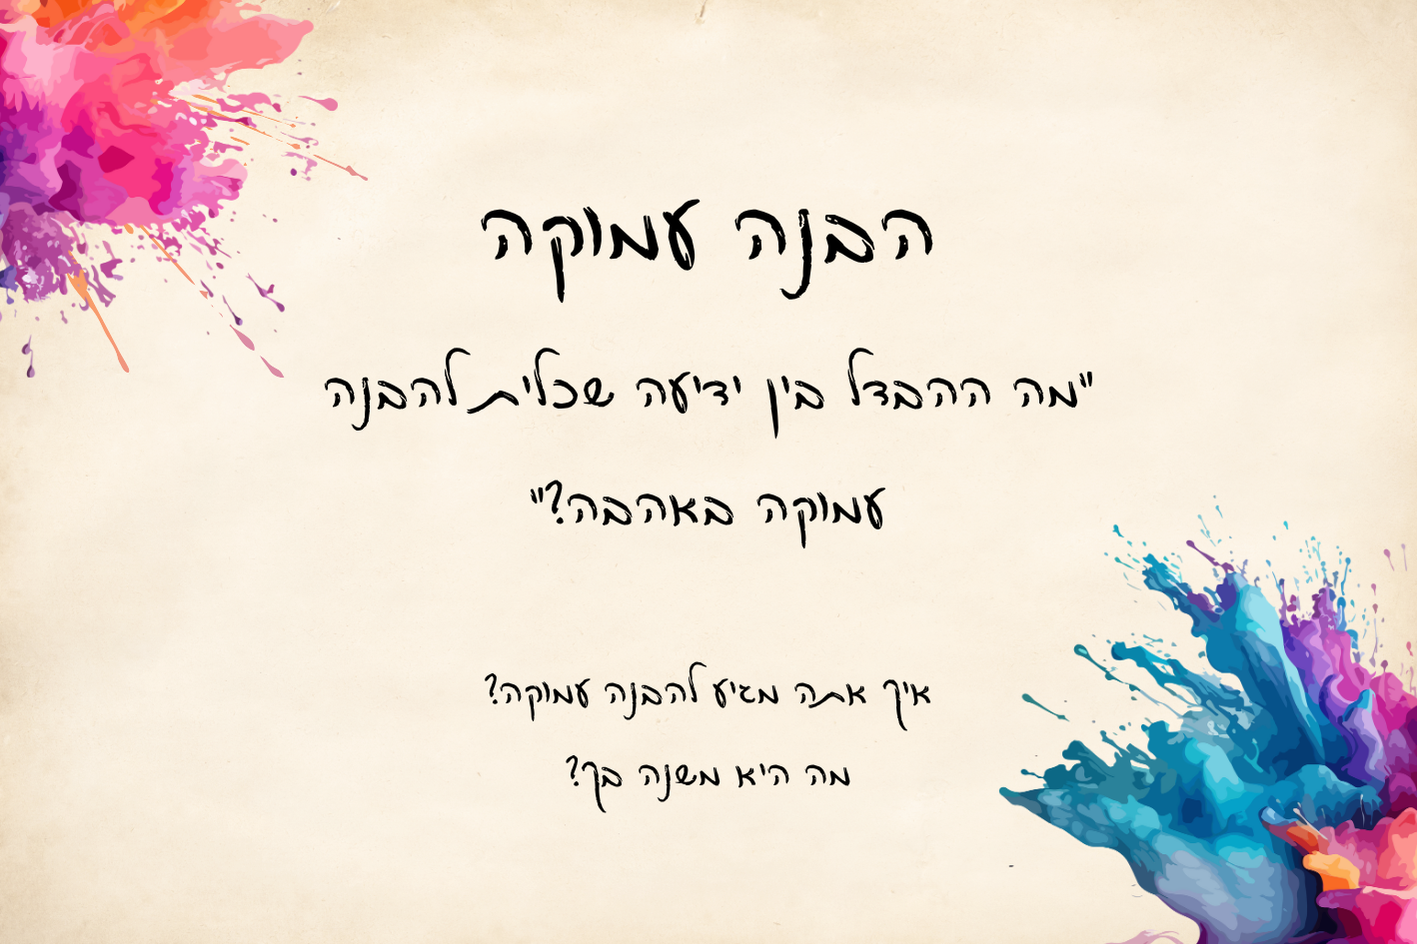 הבנה עמוקה
"מה ההבדל בין ידיעה שכלית להבנה
עמוקה באהבה?"
איך אתה מגיע להבנה עמוקה?
מה היא משנה בך?